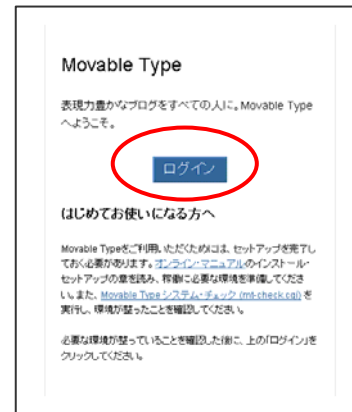 Movable Type
表現力豊かなブログをすべての人に。Movable Type
へようこそ。
ログイン
はじめてお使いになる方へ
Movable Typeをご利用いただくためには、セットアップを完了し
ておく必要があります。オンライン・マニュアルのインストール・
セットアップの章を読み、稼働に必要な環境を準備してくださ
い。また、Movable Type システム・チェック (mt-check.cgi) を
実行し、環境が整ったことを確認してください。
必要な環境が整っていることを確認した後に、上の「ログイン」を
クリックしてください。